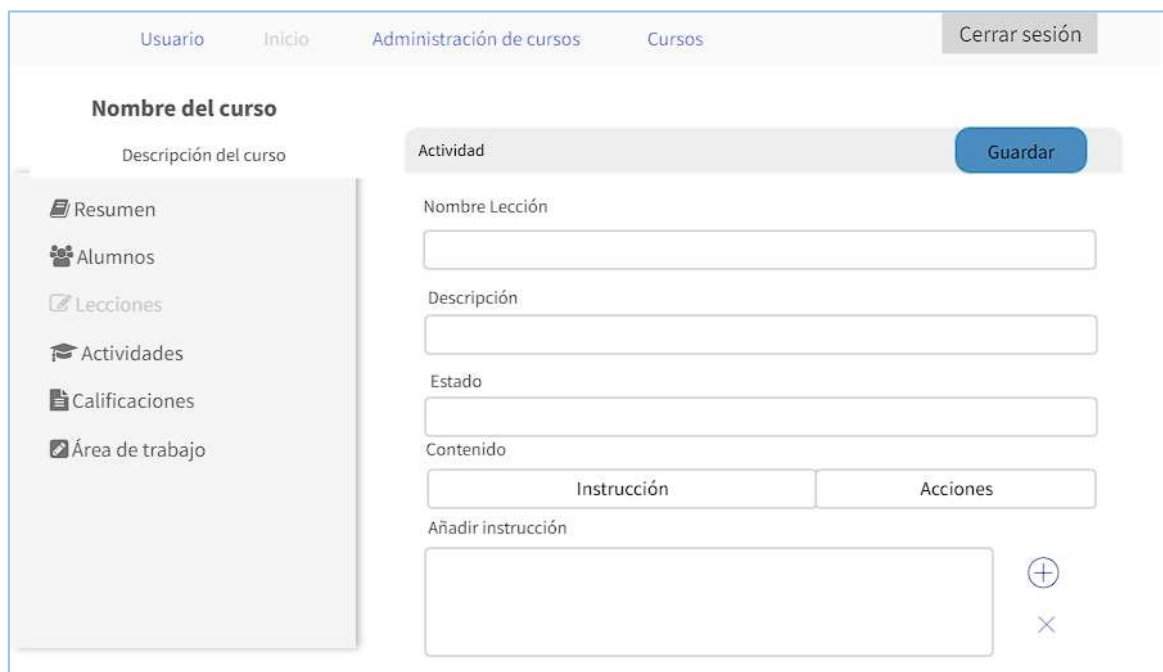 Usuario Inicio Administración de cursos Cursos Cerrar sesión
Nombre del curso
Descripción del curso
Resumen
Alumnos
Lecciones
Actividades
Calificaciones
Área de trabajo
Actividad Guardar
Nombre Lección
Descripción
Estado
Contenido
Instrucción Acciones
Añadir instrucción